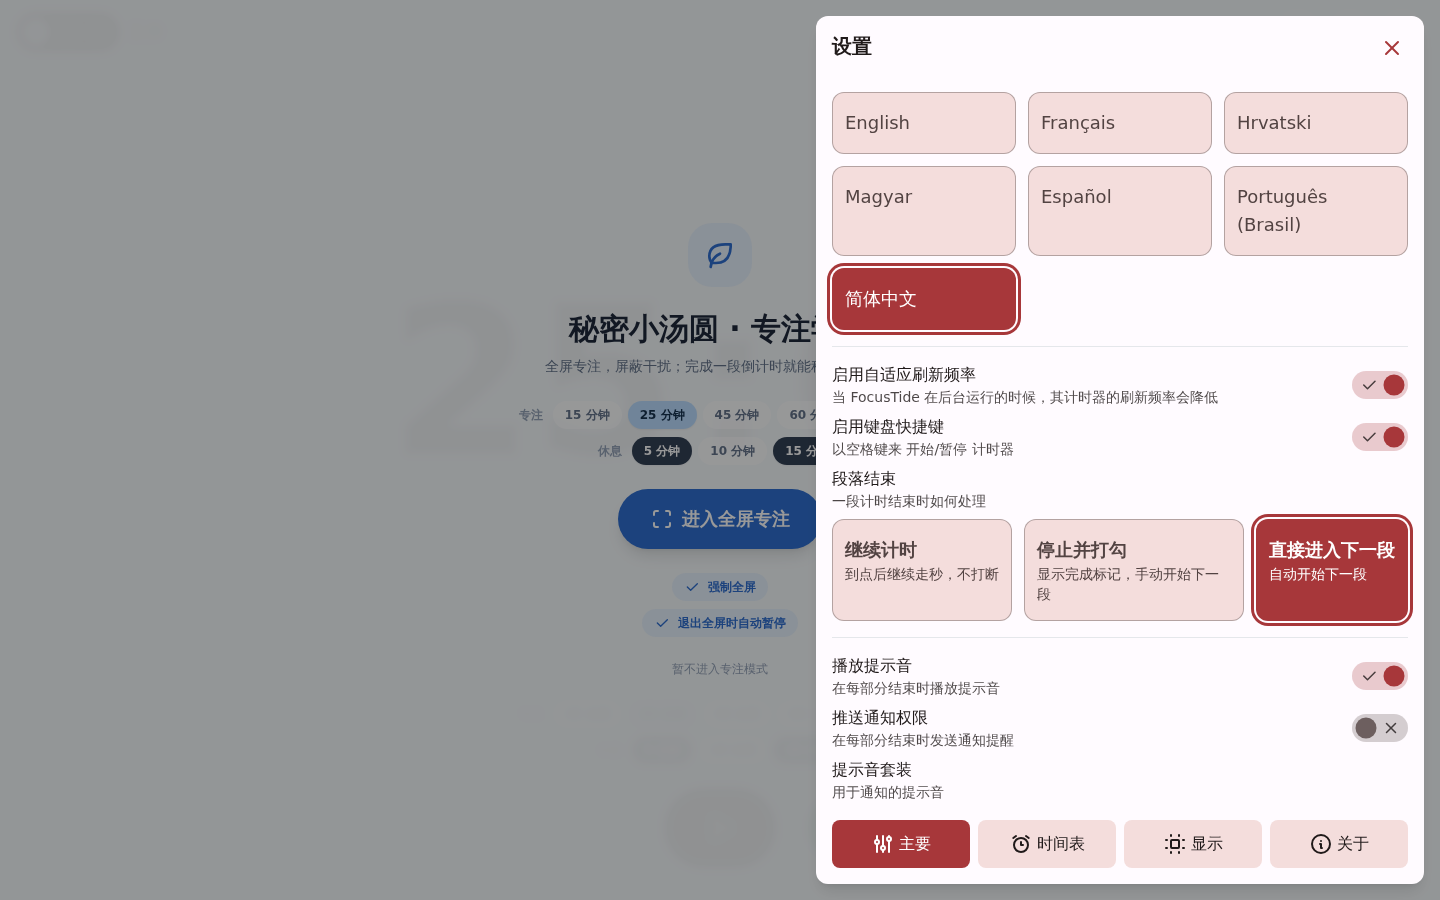 设置
English
Français
Hrvatski
Magyar
Español
Português
(Brasil)
简体中文
启用自适应刷新频率
当 FocusTide 在后台运行的时候，其计时器的刷新频率会降低
启用键盘快捷键
以空格键来 开始/暂停 计时器
段落结束
一段计时结束时如何处理
继续计时
到点后继续走秒，不打断
停止并打勾
显示完成标记，手动开始下一
段
直接进入下一段
自动开始下一段
播放提示音
在每部分结束时播放提示音
推送通知权限
在每部分结束时发送通知提醒
提示音套装
用于通知的提示音
主要
时间表
显示
关于
秘密小汤圆 · 专注
全屏专注，屏蔽干扰；完成一段倒计时就能
专注
15 分钟
25 分钟
45 分钟
60
休息
5 分钟
10 分钟
15
进入全屏专注
强制全屏
退出全屏时自动暂停
暂不进入专注模式